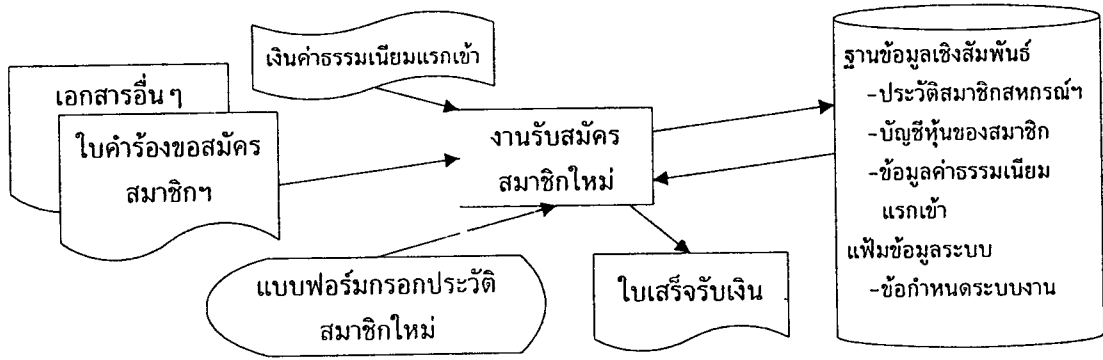 เงินค่าธรรมเนียมแรกเข้า
เอกสารอื่น ๆ
ใบคำร้องขอสมัคร
สมาชิกฯ
งานรับสมัคร
สมาชิกใหม่
แบบฟอร์มกรอกประวัติ
สมาชิกใหม่
ใบเสร็จรับเงิน
ฐานข้อมูลเชิงสัมพันธ์
-ประวัติสมาชิกสหกรณ์ฯ
-บัญชีหุ้นของสมาชิก
-ข้อมูลค่าธรรมเนียม
แรกเข้า
แฟ้มข้อมูลระบบ
-ข้อกำหนดระบบงาน